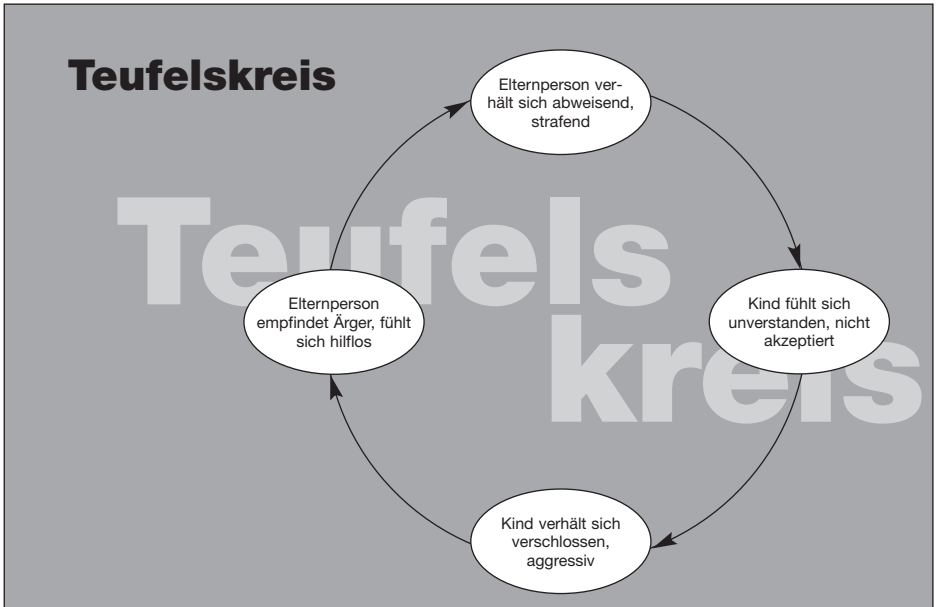 Teufelskreis
Elternperson ver-
hält sich abweisend,
strafend
Teufels
kreis
Elternperson
empfindet Ärger, fühlt
sich hilflos
Kind fühlt sich
unverstanden, nicht
akzeptiert
Kind verhält sich
verschlossen,
aggressiv